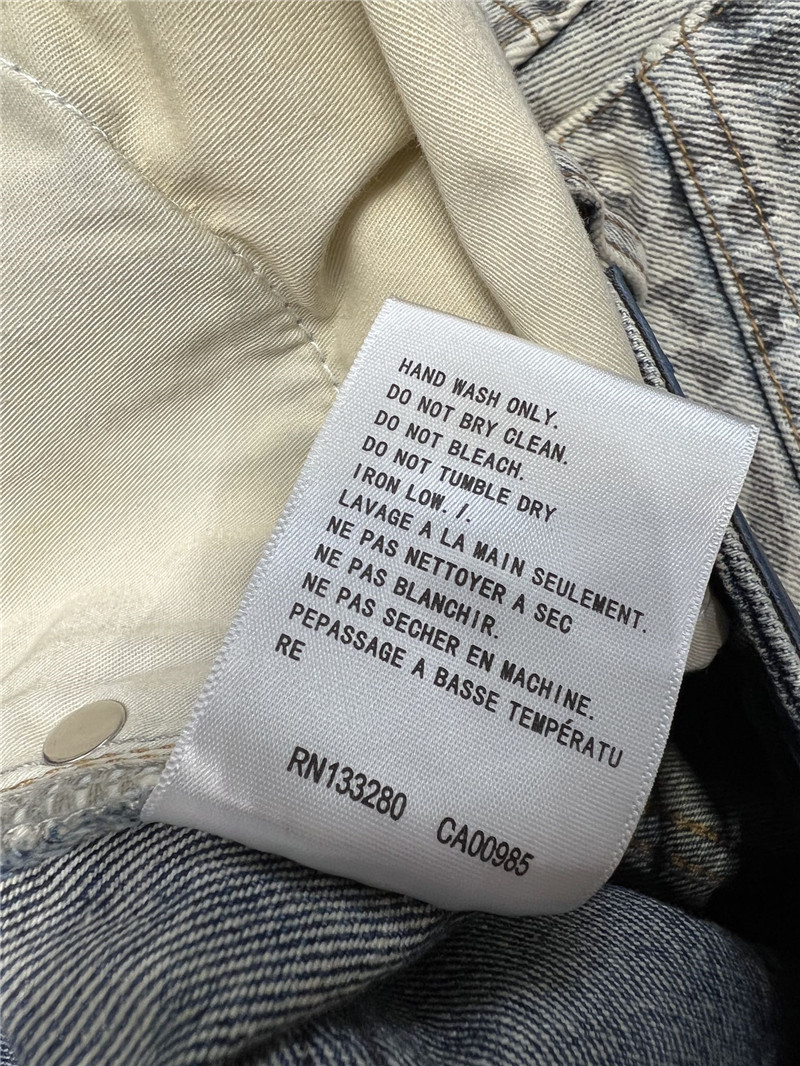 HAND WASH ONLY.
DO NOT BRY CLEAN.
DO NOT BLEACH.
DO NOT TUMBLE DRY
IRON LOW. /.
LAVAGE A LA MAIN SEULEMENT.
NE PAS NETTOYER A SEC
NE PAS BLANCHIR.
NE PAS SECHER EN MACHINE.
PEPASSAGE A BASSE TEMPÉRATU
RE
RN133280 CA00985